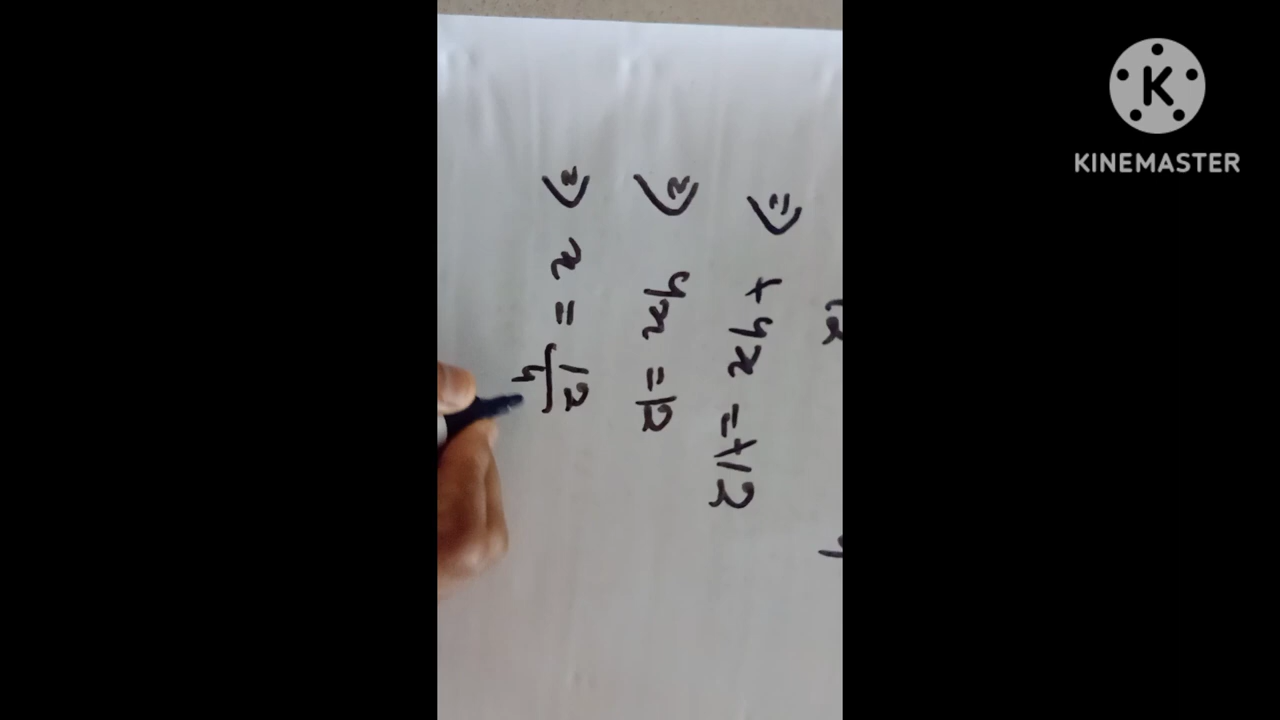 ⇒ +4x = +12
⇒ 4x = 12
⇒ x = 12/4
KINEMASTER